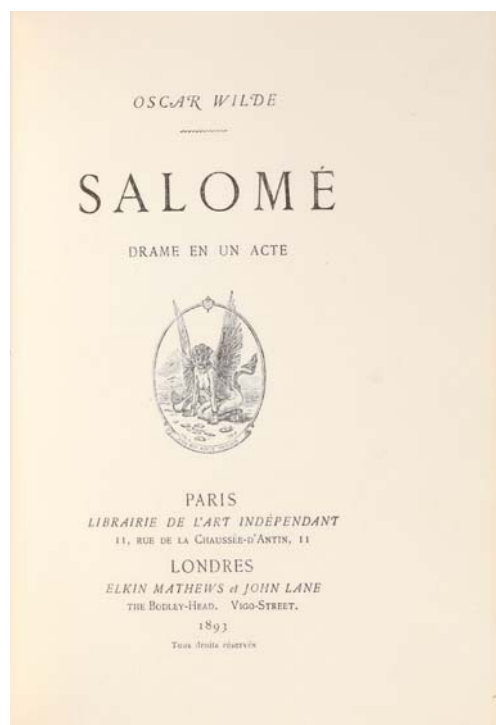 OSCAR WILDE
SALOMÉ
DRAME EN UN ACTE
PARIS
LIBRAIRIE DE L'ART INDÉPENDANT
11, RUE DE LA CHAUSSÉE-D'ANTIN, 11
LONDRES
ELKIN MATHEWS et JOHN LANE
THE BODLEY-HEAD. VIGO-STREET.
1893
Tous droits réservés